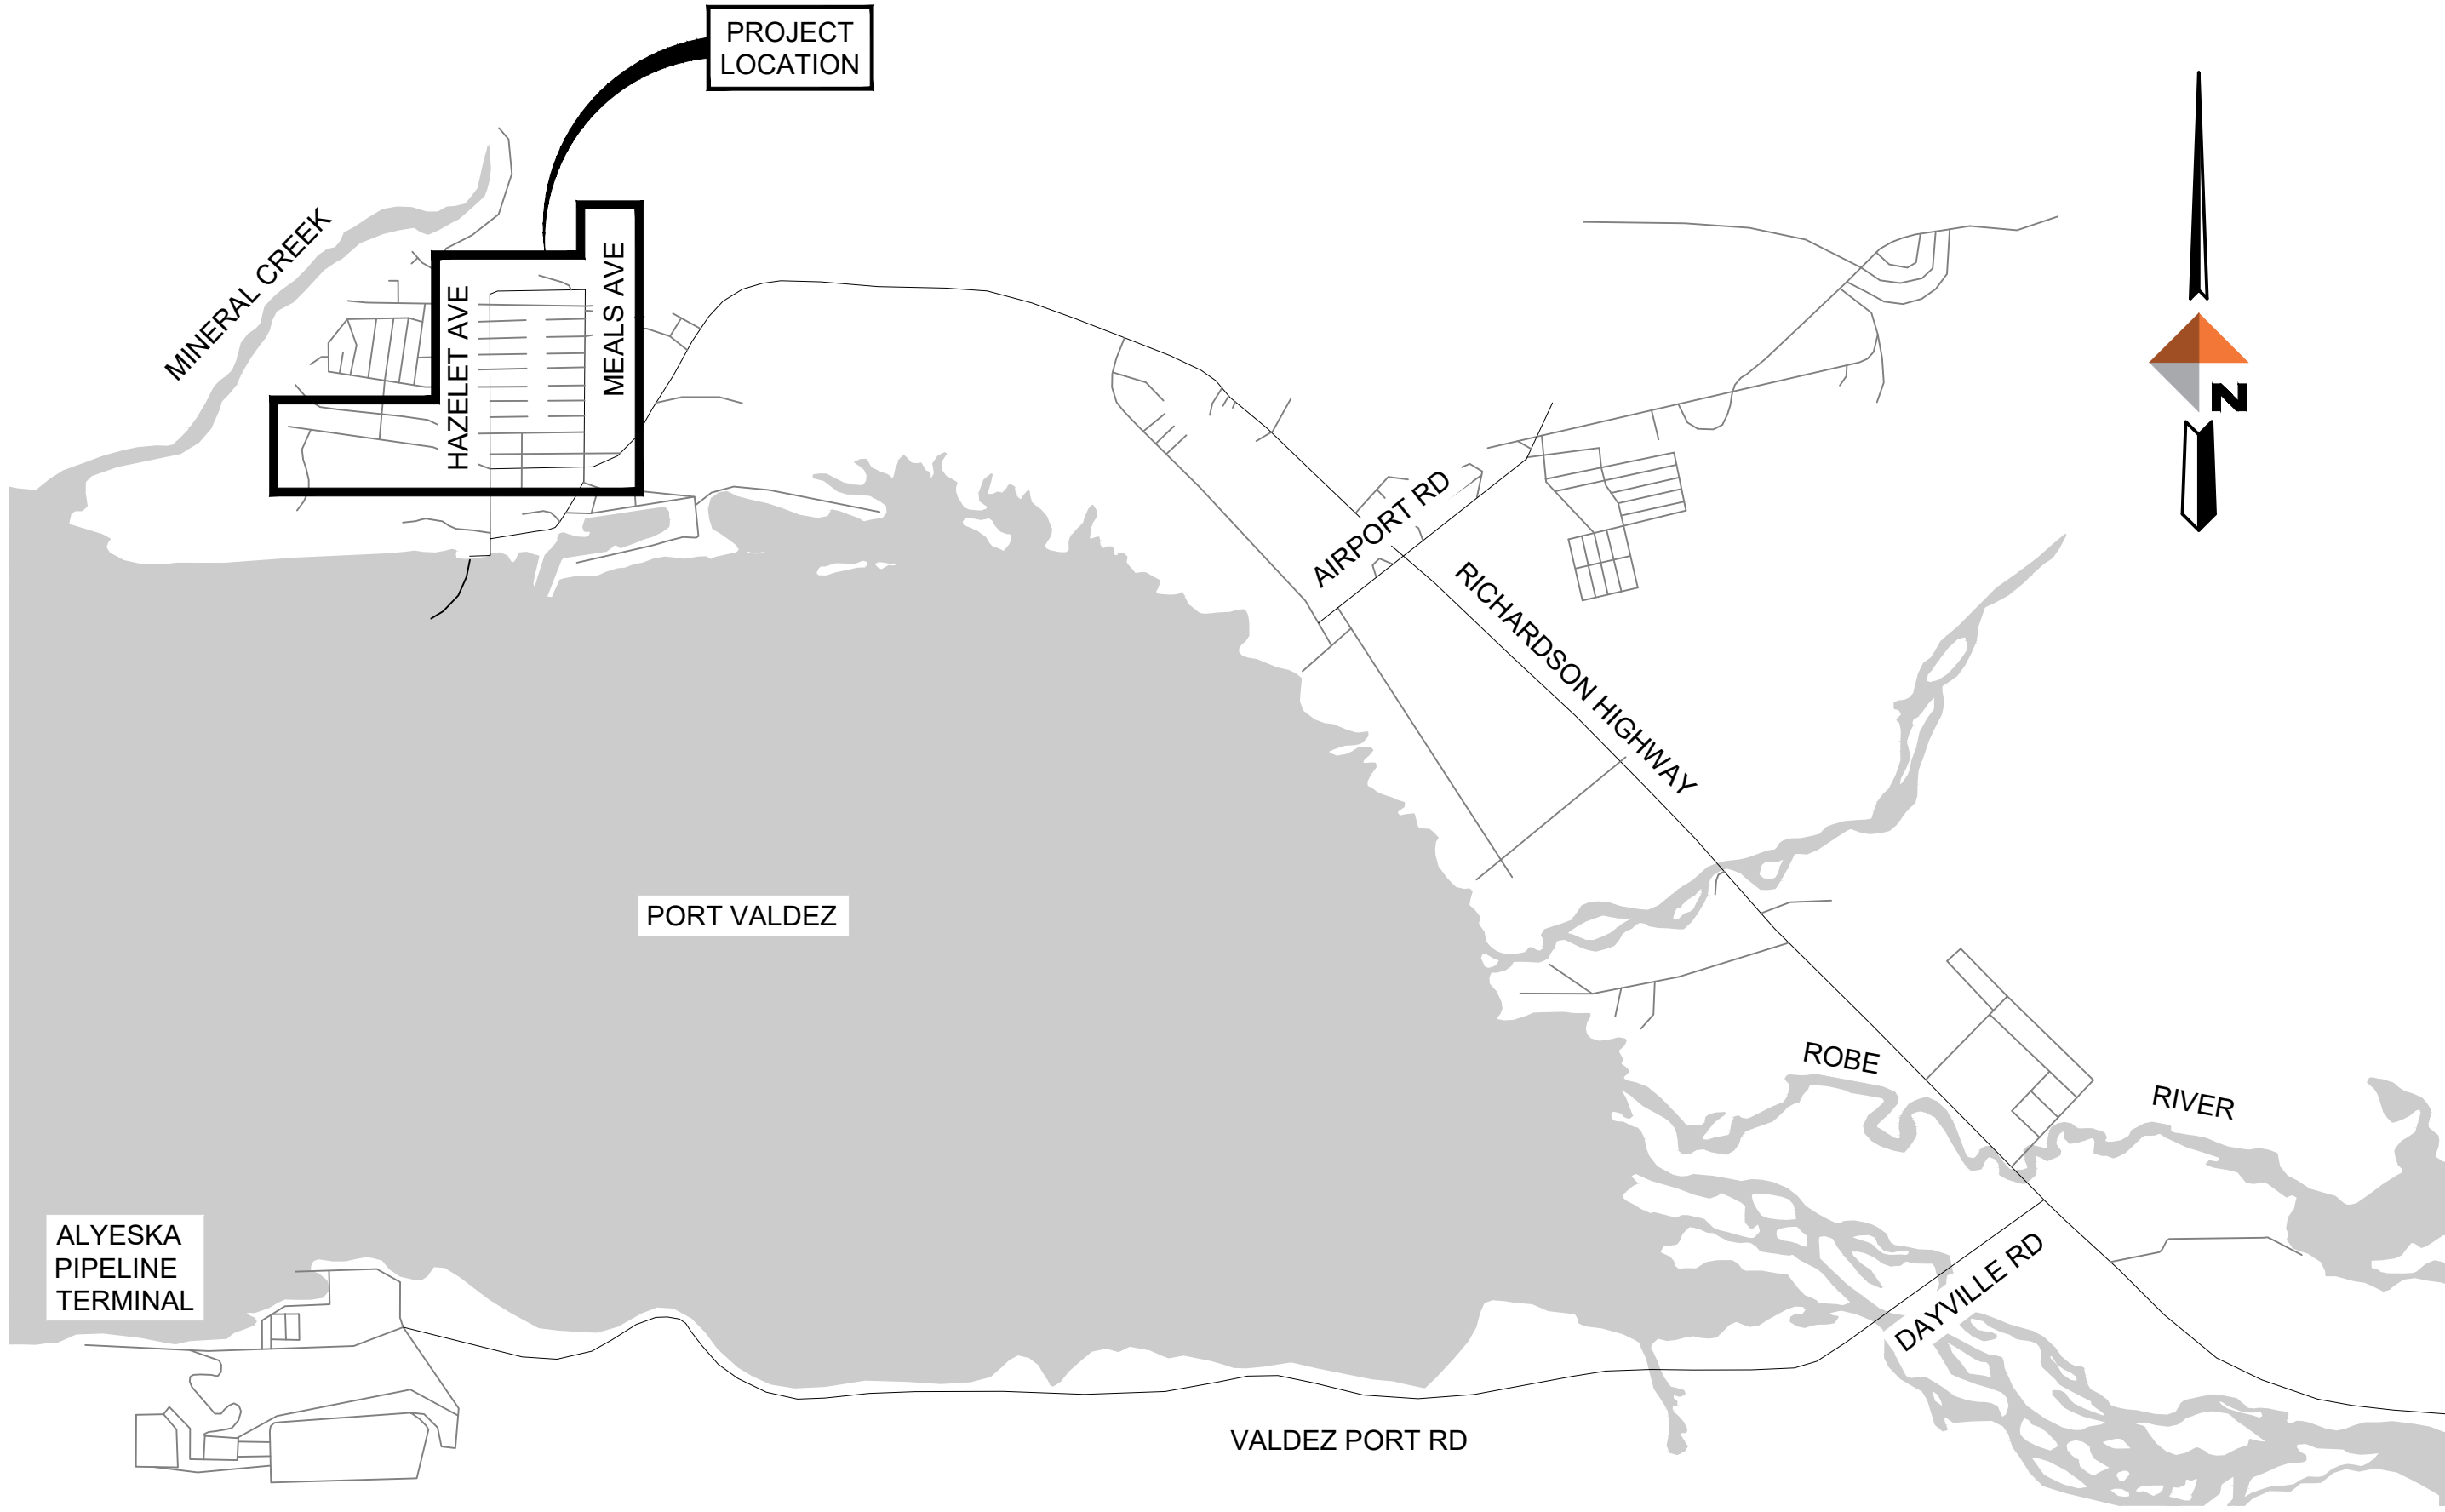 PROJECT
LOCATION
MINERAL CREEK
HAZELET AVE
MEALS AVE
N
AIRPORT RD
RICHARDSON HIGHWAY
PORT VALDEZ
ROBE
RIVER
ALYESKA
PIPELINE
TERMINAL
DAYVILLE RD
VALDEZ PORT RD